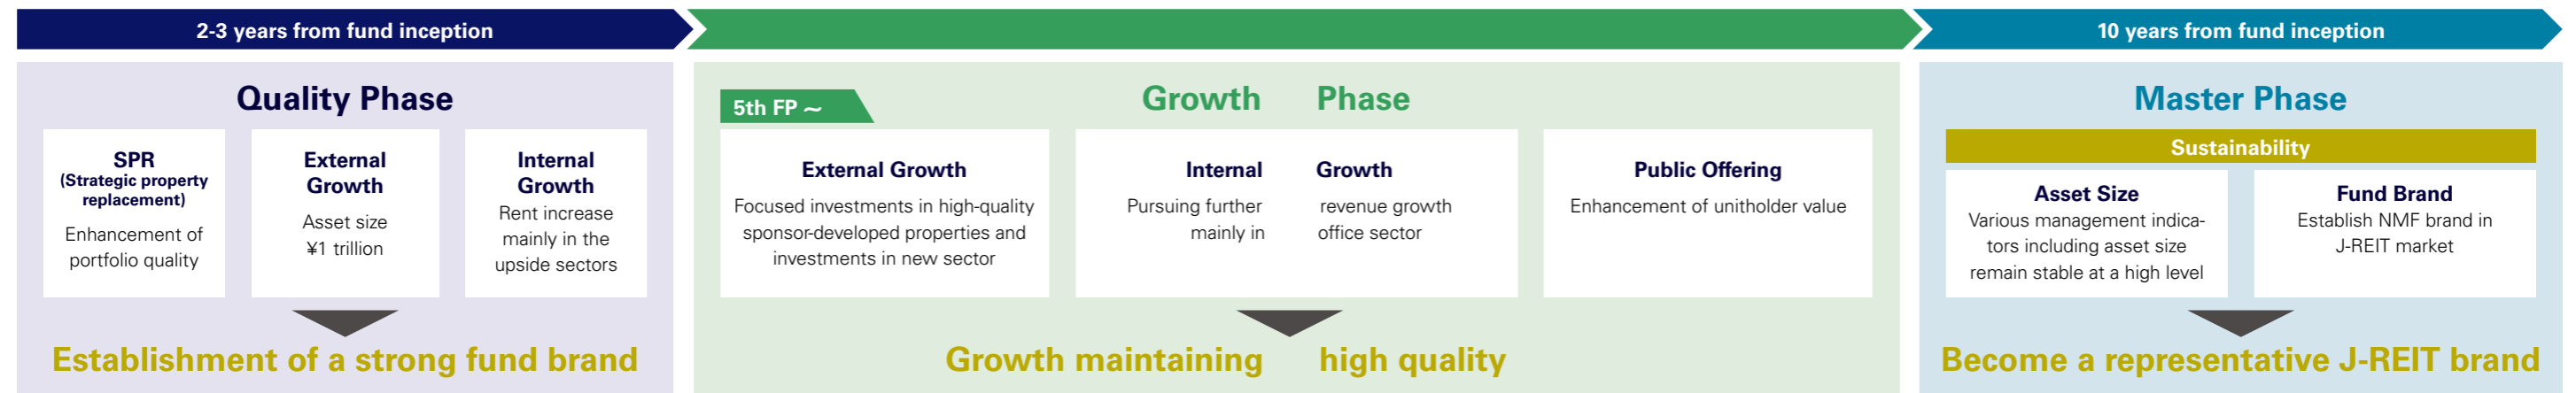 2-3 years from fund inception
10 years from fund inception
Quality Phase
SPR
(Strategic property
replacement)
Enhancement of
portfolio quality
External
Growth
Asset size
¥1 trillion
Internal
Growth
Rent increase
mainly in the
upside sectors
Establishment of a strong fund brand
5th FP ~
Growth Phase
External Growth
Focused investments in high-quality
sponsor-developed properties and
investments in new sector
Internal Growth
Pursuing further revenue growth
mainly in office sector
Public Offering
Enhancement of unitholder value
Growth maintaining high quality
Master Phase
Sustainability
Asset Size
Various management indica-
tors including asset size
remain stable at a high level
Fund Brand
Establish NMF brand in
J-REIT market
Become a representative J-REIT brand